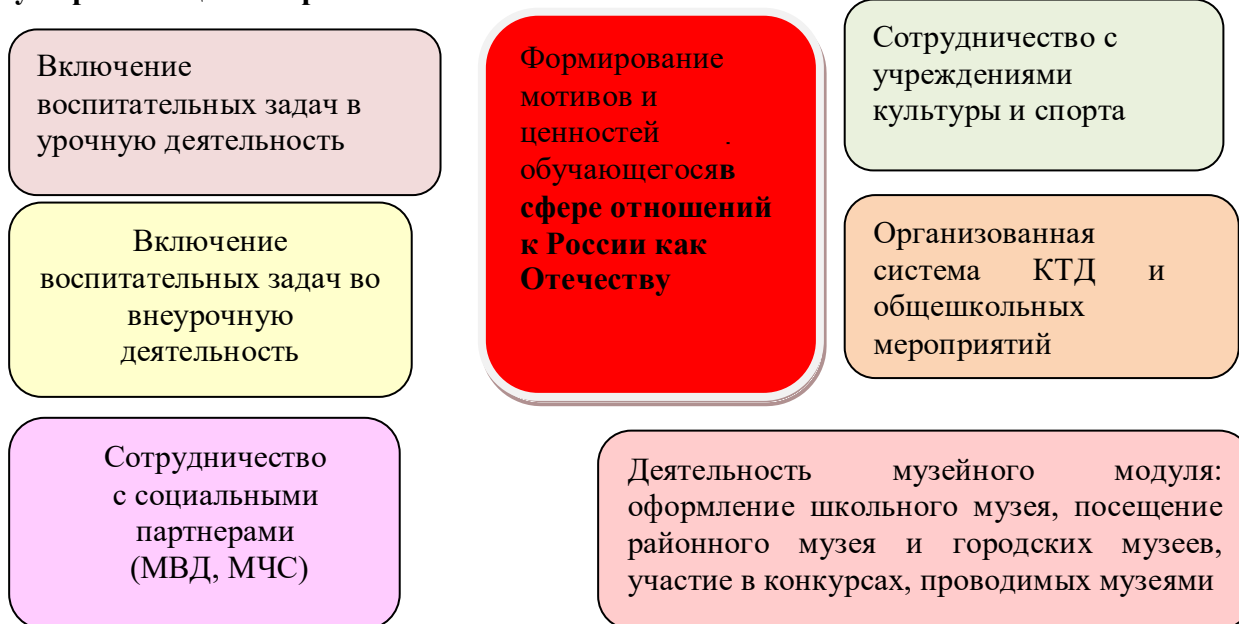 Включение
воспитательных задач в
урочную деятельность
Формирование
мотивов и
ценностей .
обучающегосяв
сфере отношений
к России как
Отечеству
Сотрудничество с
учреждениями
культуры и спорта
Включение
воспитательных задач во
внеурочную
деятельность
Организованная
система КТД и
общешкольных
мероприятий
Сотрудничество
с социальными
партнерами
(МВД, МЧС)
Деятельность музейного модуля:
оформление школьного музея, посещение
районного музея и городских музеев,
участие в конкурсах, проводимых музеями